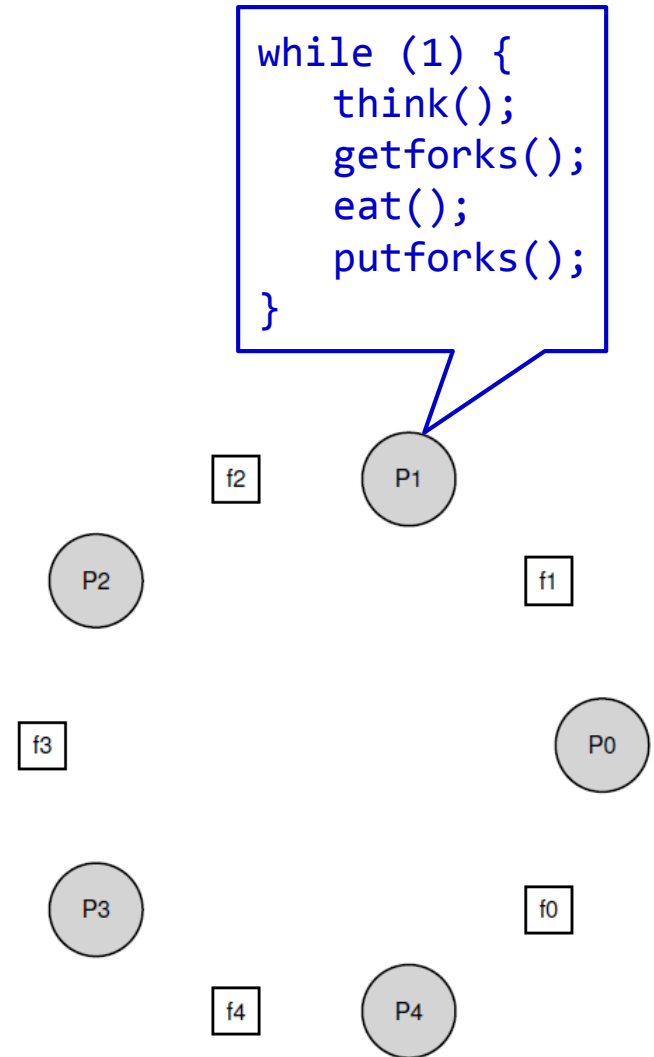 while (1) {
think();
getforks();
eat();
putforks();
}
f2
P1
P2
f1
f3
P0
P3
f0
f4
P4